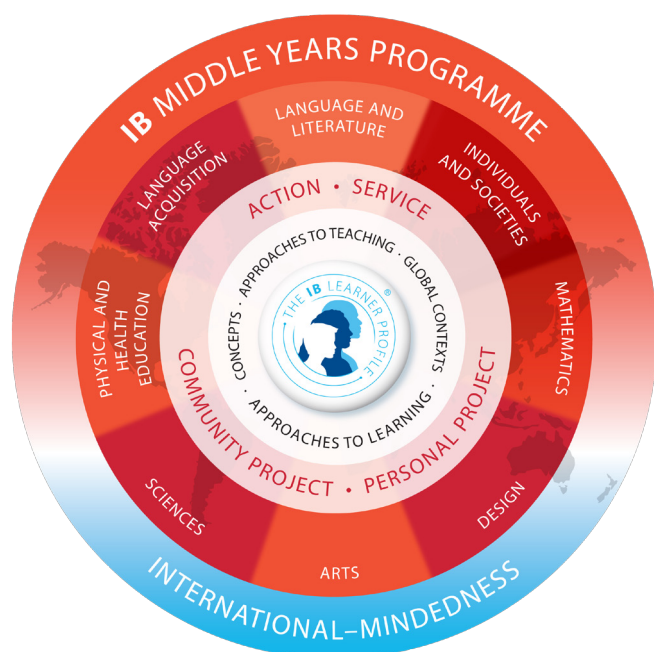 IB MIDDLE YEARS PROGRAMME
LANGUAGE AND
LITERATURE
INDIVIDUALS
AND SOCIETIES
MATHEMATICS
DESIGN
ARTS
SCIENCES
PHYSICAL AND
HEALTH
EDUCATION
LANGUAGE
ACQUISITION
ACTION • SERVICE
PERSONAL PROJECT •
COMMUNITY PROJECT
APPROACHES TO TEACHING ·
GLOBAL CONTEXTS ·
APPROACHES TO LEARNING ·
CONCEPTS ·
THE IB LEARNER PROFILE
®
INTERNATIONAL–MINDEDNESS